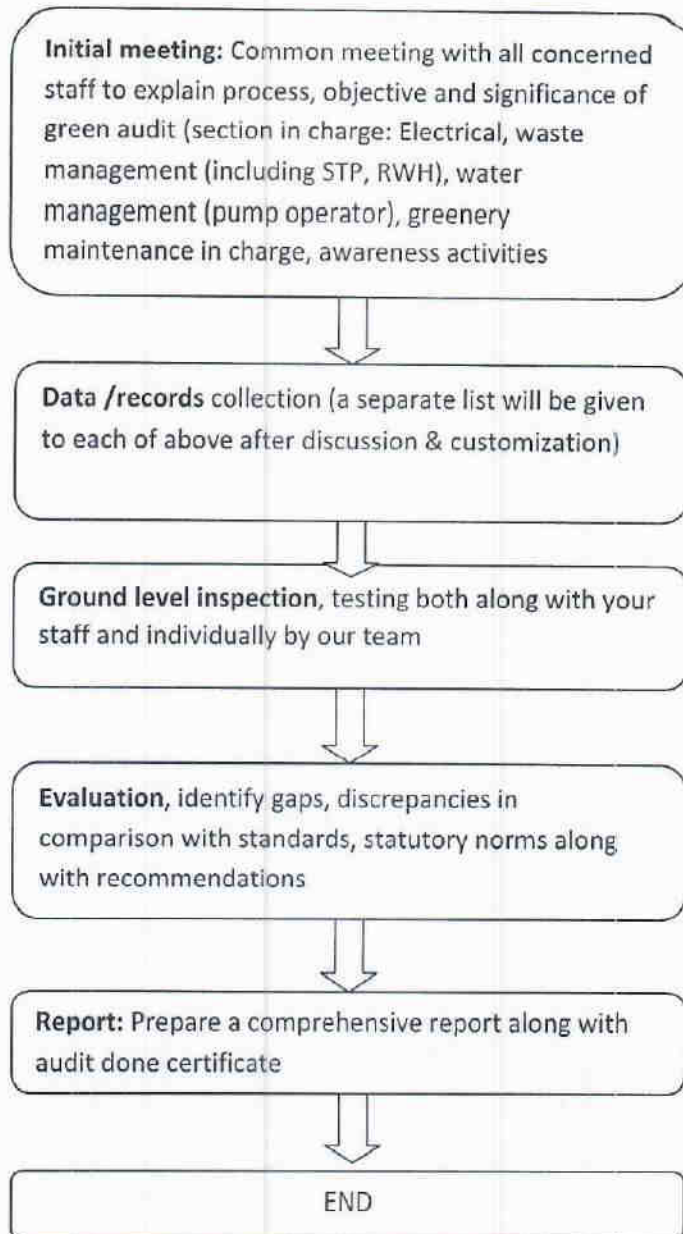 Initial meeting: Common meeting with all concerned
staff to explain process, objective and significance of
green audit (section in charge: Electrical, waste
management (including STP, RWH), water
management (pump operator), greenery
maintenance in charge, awareness activities
Data /records collection (a separate list will be given
to each of above after discussion & customization)
Ground level inspection, testing both along with your
staff and individually by our team
Evaluation, identify gaps, discrepancies in
comparison with standards, statutory norms along
with recommendations
Report: Prepare a comprehensive report along with
audit done certificate
END